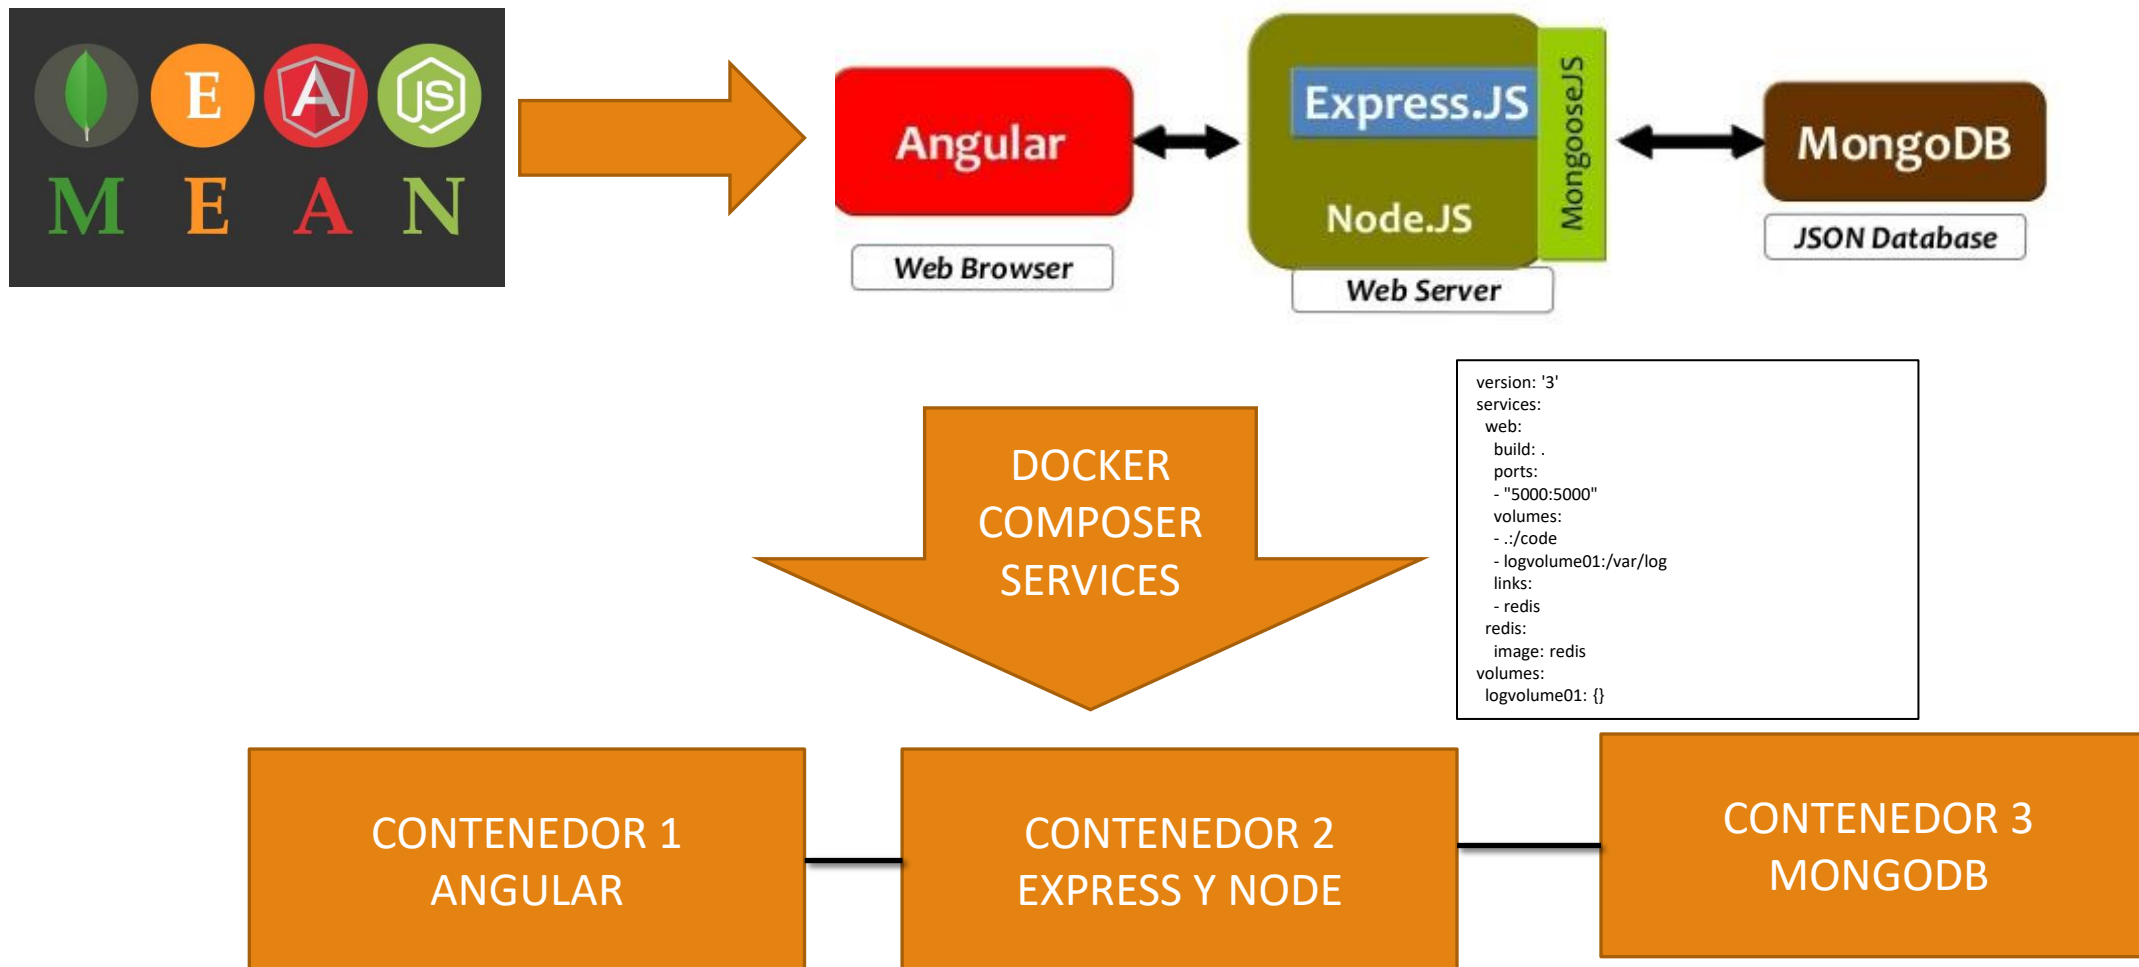 E
A
JS
M E A N
Angular
Web Browser
Express.JS
Node.JS
MongooseJS
Web Server
MongoDB
JSON Database
DOCKER
COMPOSER
SERVICES
version: '3'
services:
web:
build: .
ports:
- "5000:5000"
volumes:
- .:/code
- logvolume01:/var/log
links:
- redis
redis:
image: redis
volumes:
logvolume01: {}
CONTENEDOR 1
ANGULAR
CONTENEDOR 2
EXPRESS Y NODE
CONTENEDOR 3
MONGODB